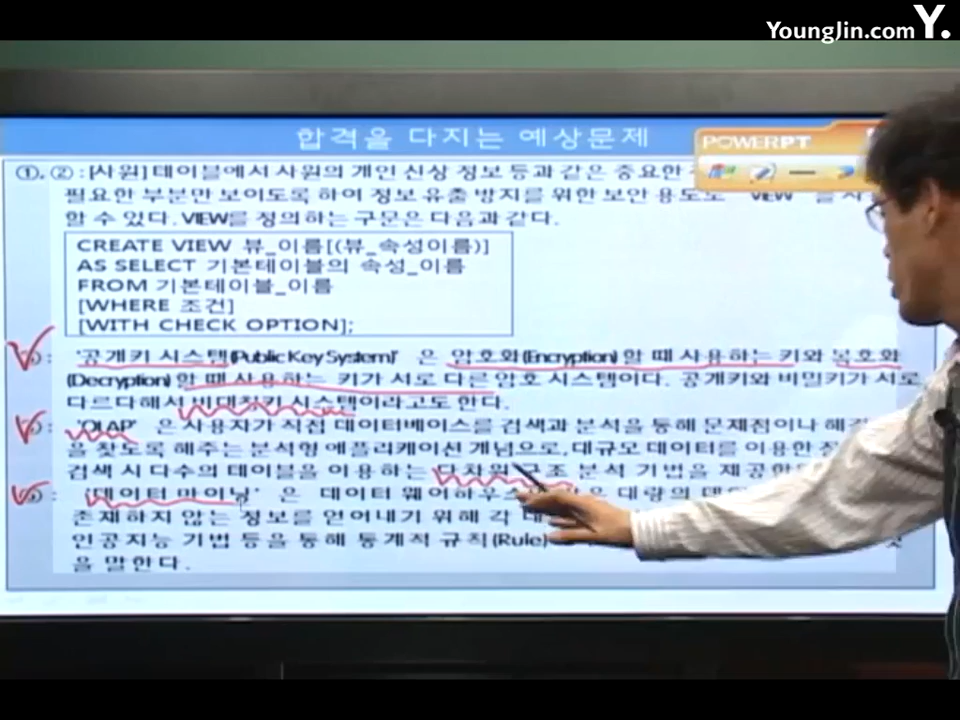 YoungJin.com Y.
합격을 다지는 예상문제
POWERPT
①, ② : [사원] 테이블에서 사원의 개인 신상 정보 등과 같은 중요한
필요한 부분만 보이도록 하여 정보 유출 방지를 위한 보안 용도로 "VIEW"를
할 수 있다. VIEW를 정의하는 구문은 다음과 같다.
CREATE VIEW 뷰_이름[(뷰_속성이름)]
AS SELECT 기본테이블의 속성_이름
FROM 기본테이블_이름
[WHERE 조건]
[WITH CHECK OPTION];
: '공개키 시스템(Public Key System)' 은 암호화(Encryption) 할 때 사용하는 키와 복호화
(Decryption) 할 때 사용하는 키가 서로 다른 암호 시스템이다. 공개키와 비밀키가 서로
다르다해서 비대칭키 시스템이라고도 한다.
: 'OLAP' 은 사용자가 직접 데이터베이스를 검색과 분석을 통해 문제점이나
을 찾도록 해주는 분석형 애플리케이션 개념으로, 대규모 데이터를 이용한
검색 시 다수의 테이블을 이용하는 다차원 구조 분석 기법을
: '데이터 마이닝' 은 데이터 웨어하우스 대량의
존재하지 않는 정보를 얻어내기 위해 각
인공지능 기법 등을 통해 통계적 규칙(Rule)
을 말한다.